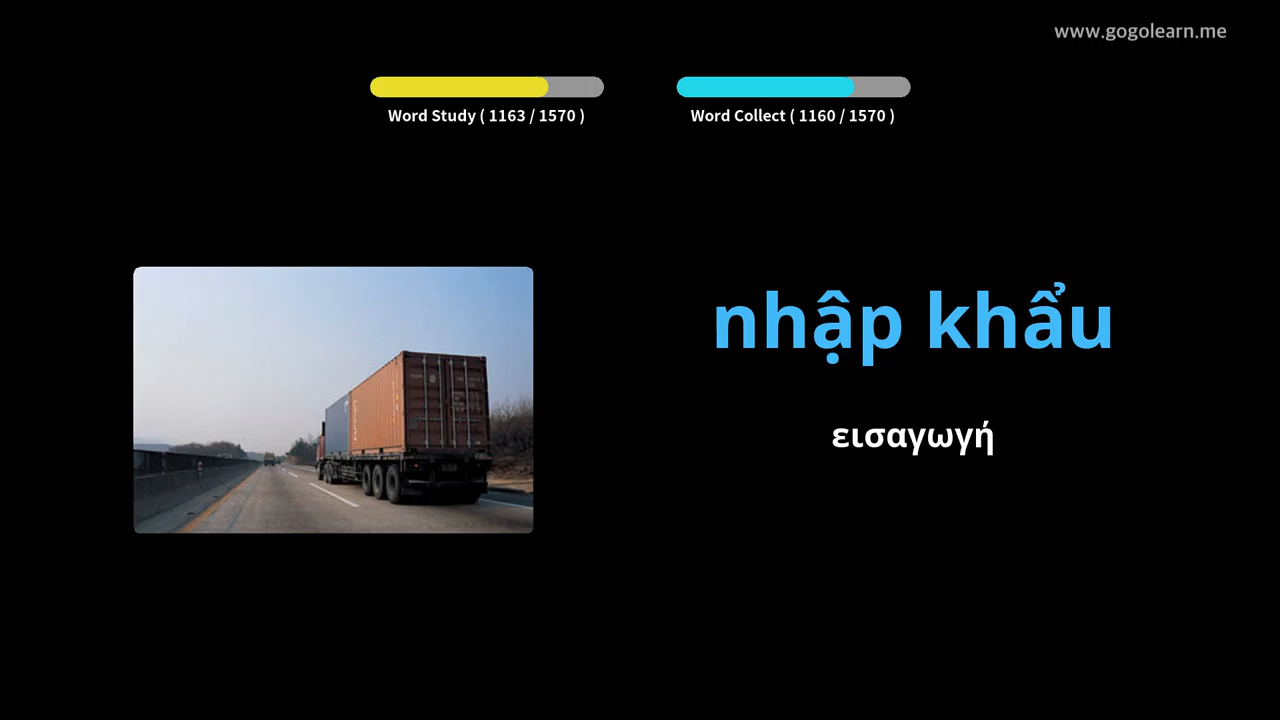 www.gogolearn.me
Word Study ( 1163 / 1570 )
Word Collect ( 1160 / 1570 )
nhập khẩu
εισαγωγή